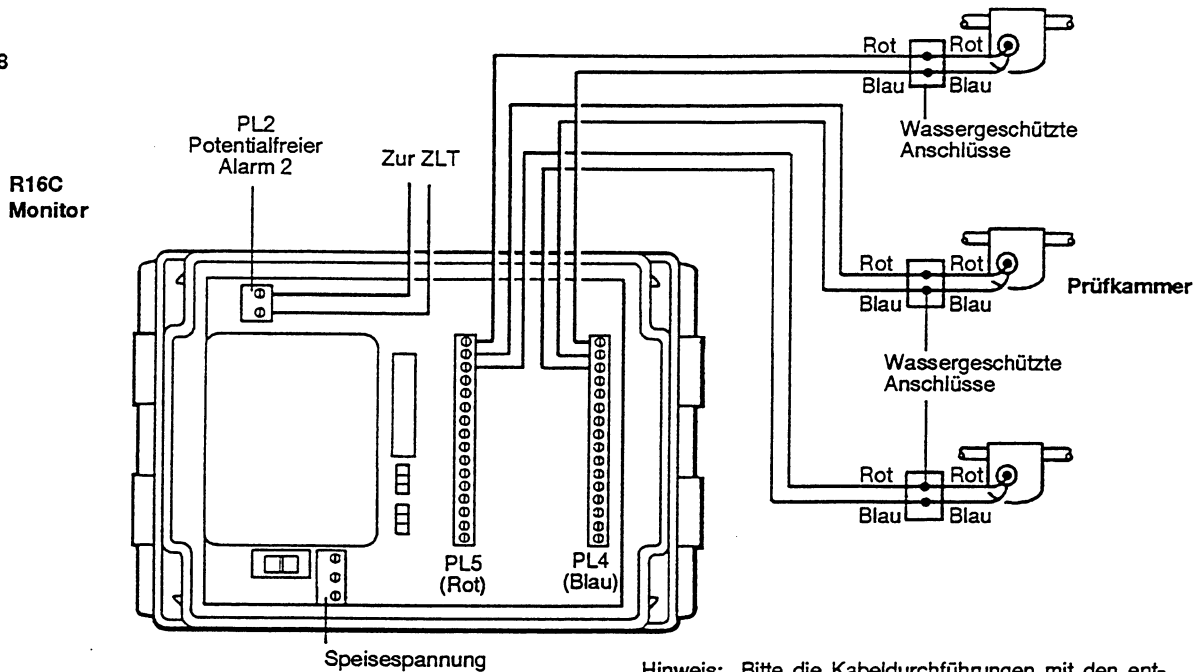 8
R16C
Monitor
PL2
Potentialfreier
Alarm 2
Zur ZLT
Rot
Rot
Blau
Blau
Wassergeschützte
Anschlüsse
Rot
Rot
Blau
Blau
Prüfkammer
Wassergeschützte
Anschlüsse
Rot
Rot
Blau
Blau
PL5
(Rot)
PL4
(Blau)
Speisespannung
Hinweis: Bitte die Kabeldurchführungen mit den ent-